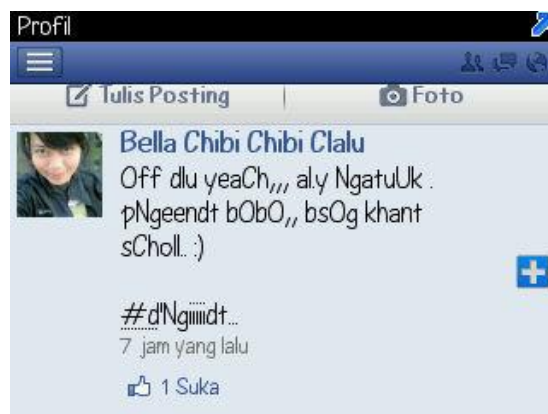 Profil
Tulis Posting
Foto
Bella Chibi Chibi Clalu
Off dlu yeaCh,,, al.y NgatuUk .
pNgeendt bObO,, bsOg khant
sCholl.. :)
#d'Ngiiiiidt...
7 jam yang lalu
1 Suka